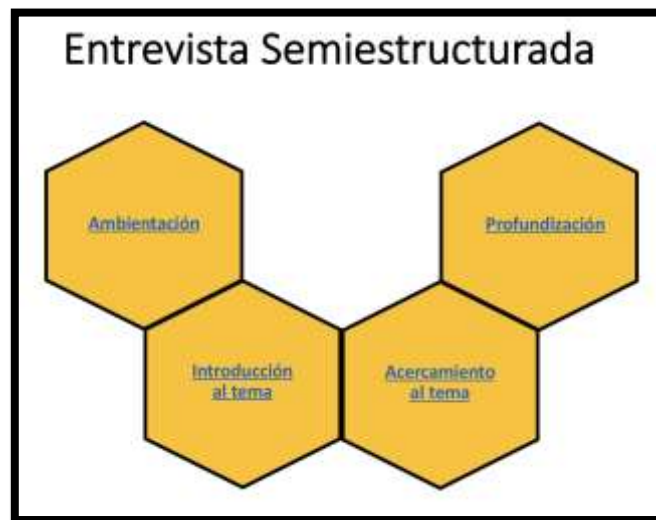 Entrevista Semiestructurada
Ambientación
Profundización
Introducción
al tema
Acercamiento
al tema